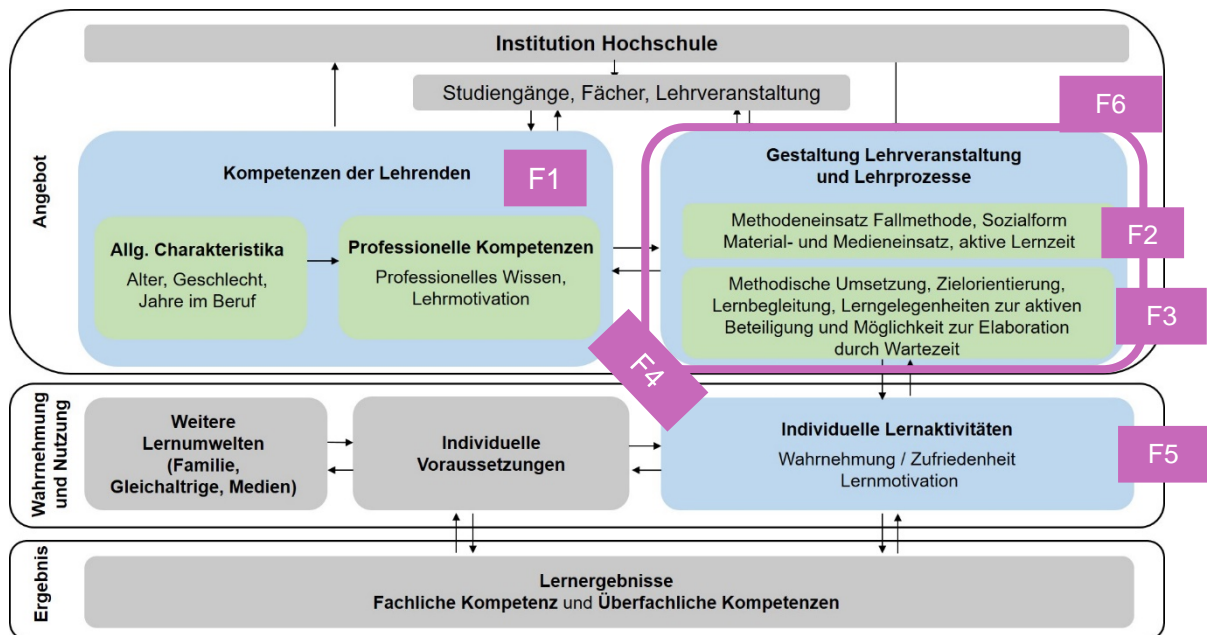 Institution Hochschule
Studiengänge, Fächer, Lehrveranstaltung
F6
Angebot
Kompetenzen der Lehrenden
F1
Allg. Charakteristika
Alter, Geschlecht,
Jahre im Beruf
Professionelle Kompetenzen
Professionelles Wissen,
Lehrmotivation
Gestaltung Lehrveranstaltung
und Lehrprozesse
Methodeneinsatz Fallmethode, Sozialform
Material- und Medieneinsatz, aktive Lernzeit
F2
Methodische Umsetzung, Zielorientierung,
Lernbegleitung, Lerngelegenheiten zur aktiven
Beteiligung und Möglichkeit zur Elaboration
durch Wartezeit
F3
F4
Wahrnehmung
und Nutzung
Weitere
Lernumwelten
(Familie,
Gleichaltrige, Medien)
Individuelle
Voraussetzungen
Individuelle Lernaktivitäten
Wahrnehmung / Zufriedenheit
Lernmotivation
F5
Ergebnis
Lernergebnisse
Fachliche Kompetenz und Überfachliche Kompetenzen